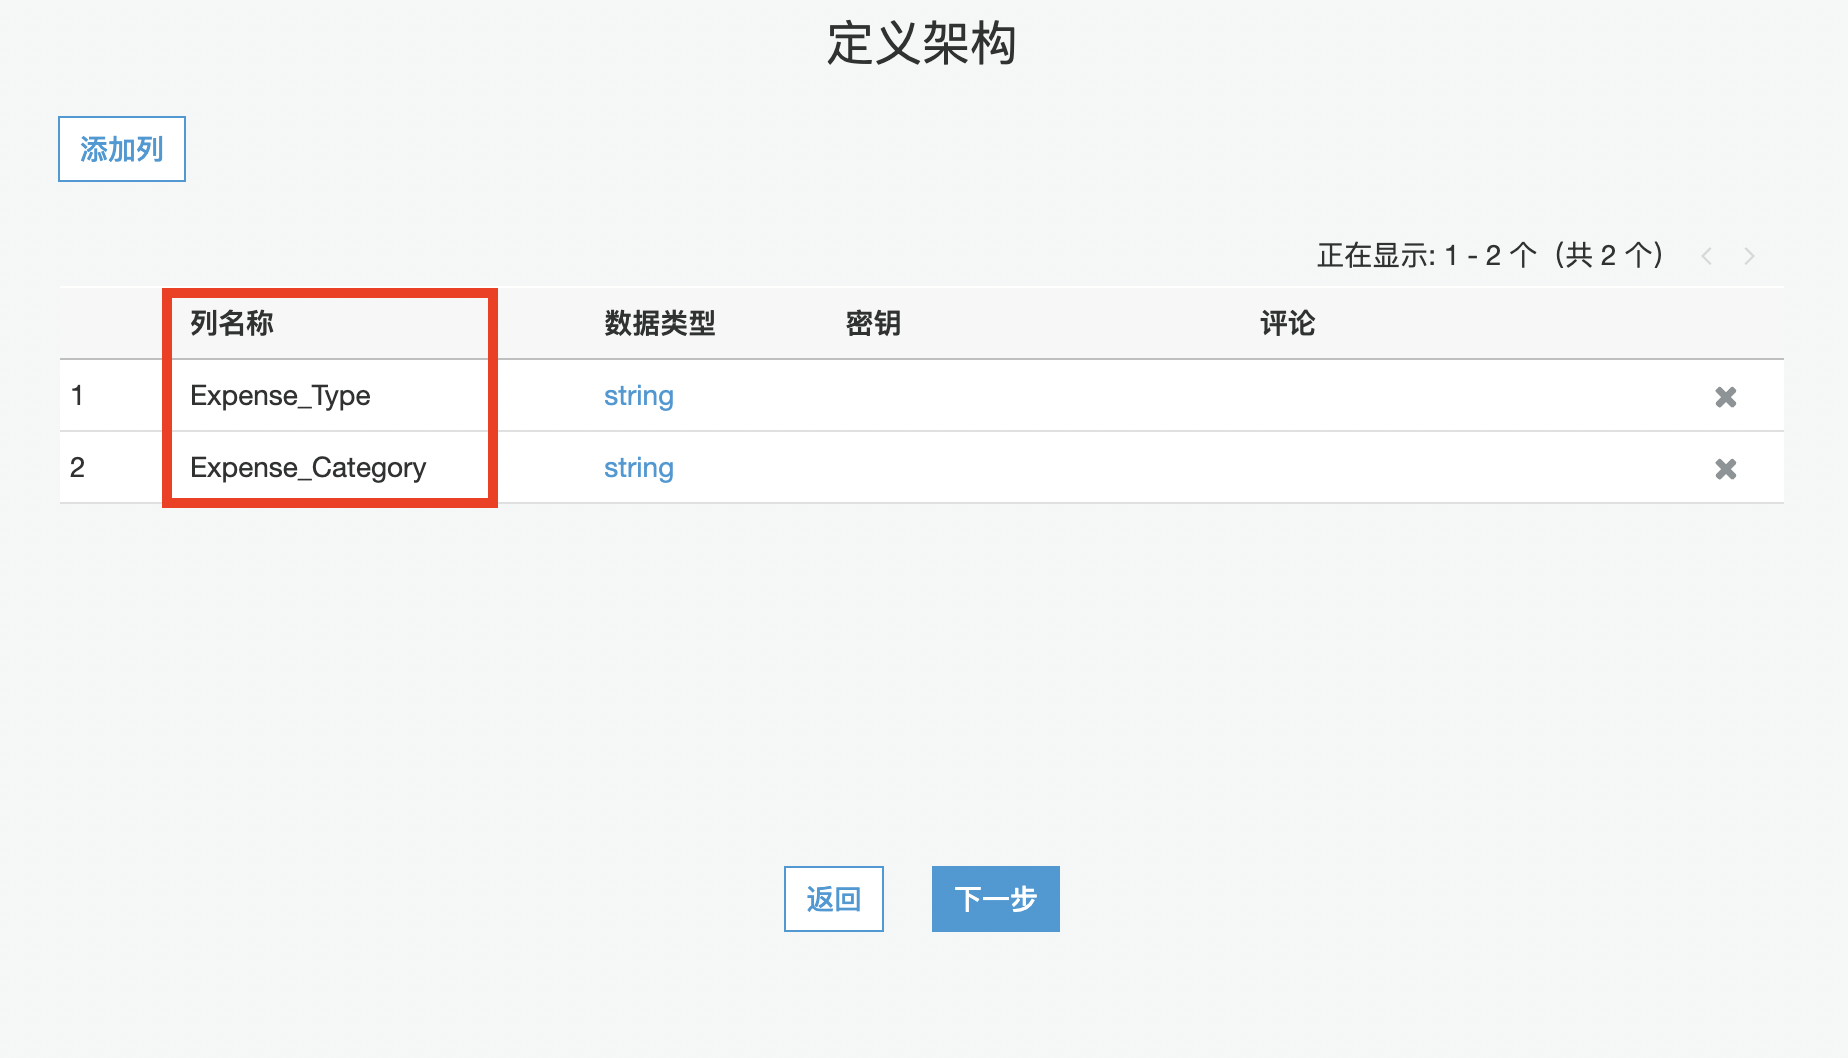 定义架构
添加列
正在显示: 1 - 2 个（共 2 个）
列名称 数据类型 密钥 评论
1 Expense_Type string
2 Expense_Category string
返回 下一步